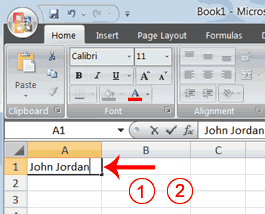 Book1 - Micros
Home Insert Page Layout Formulas
Paste
Calibri 11
B I U A A
A
Clipboard Font Alignment
A1 fx John Jordan
A B C
1 John Jordan
2
3
1 2